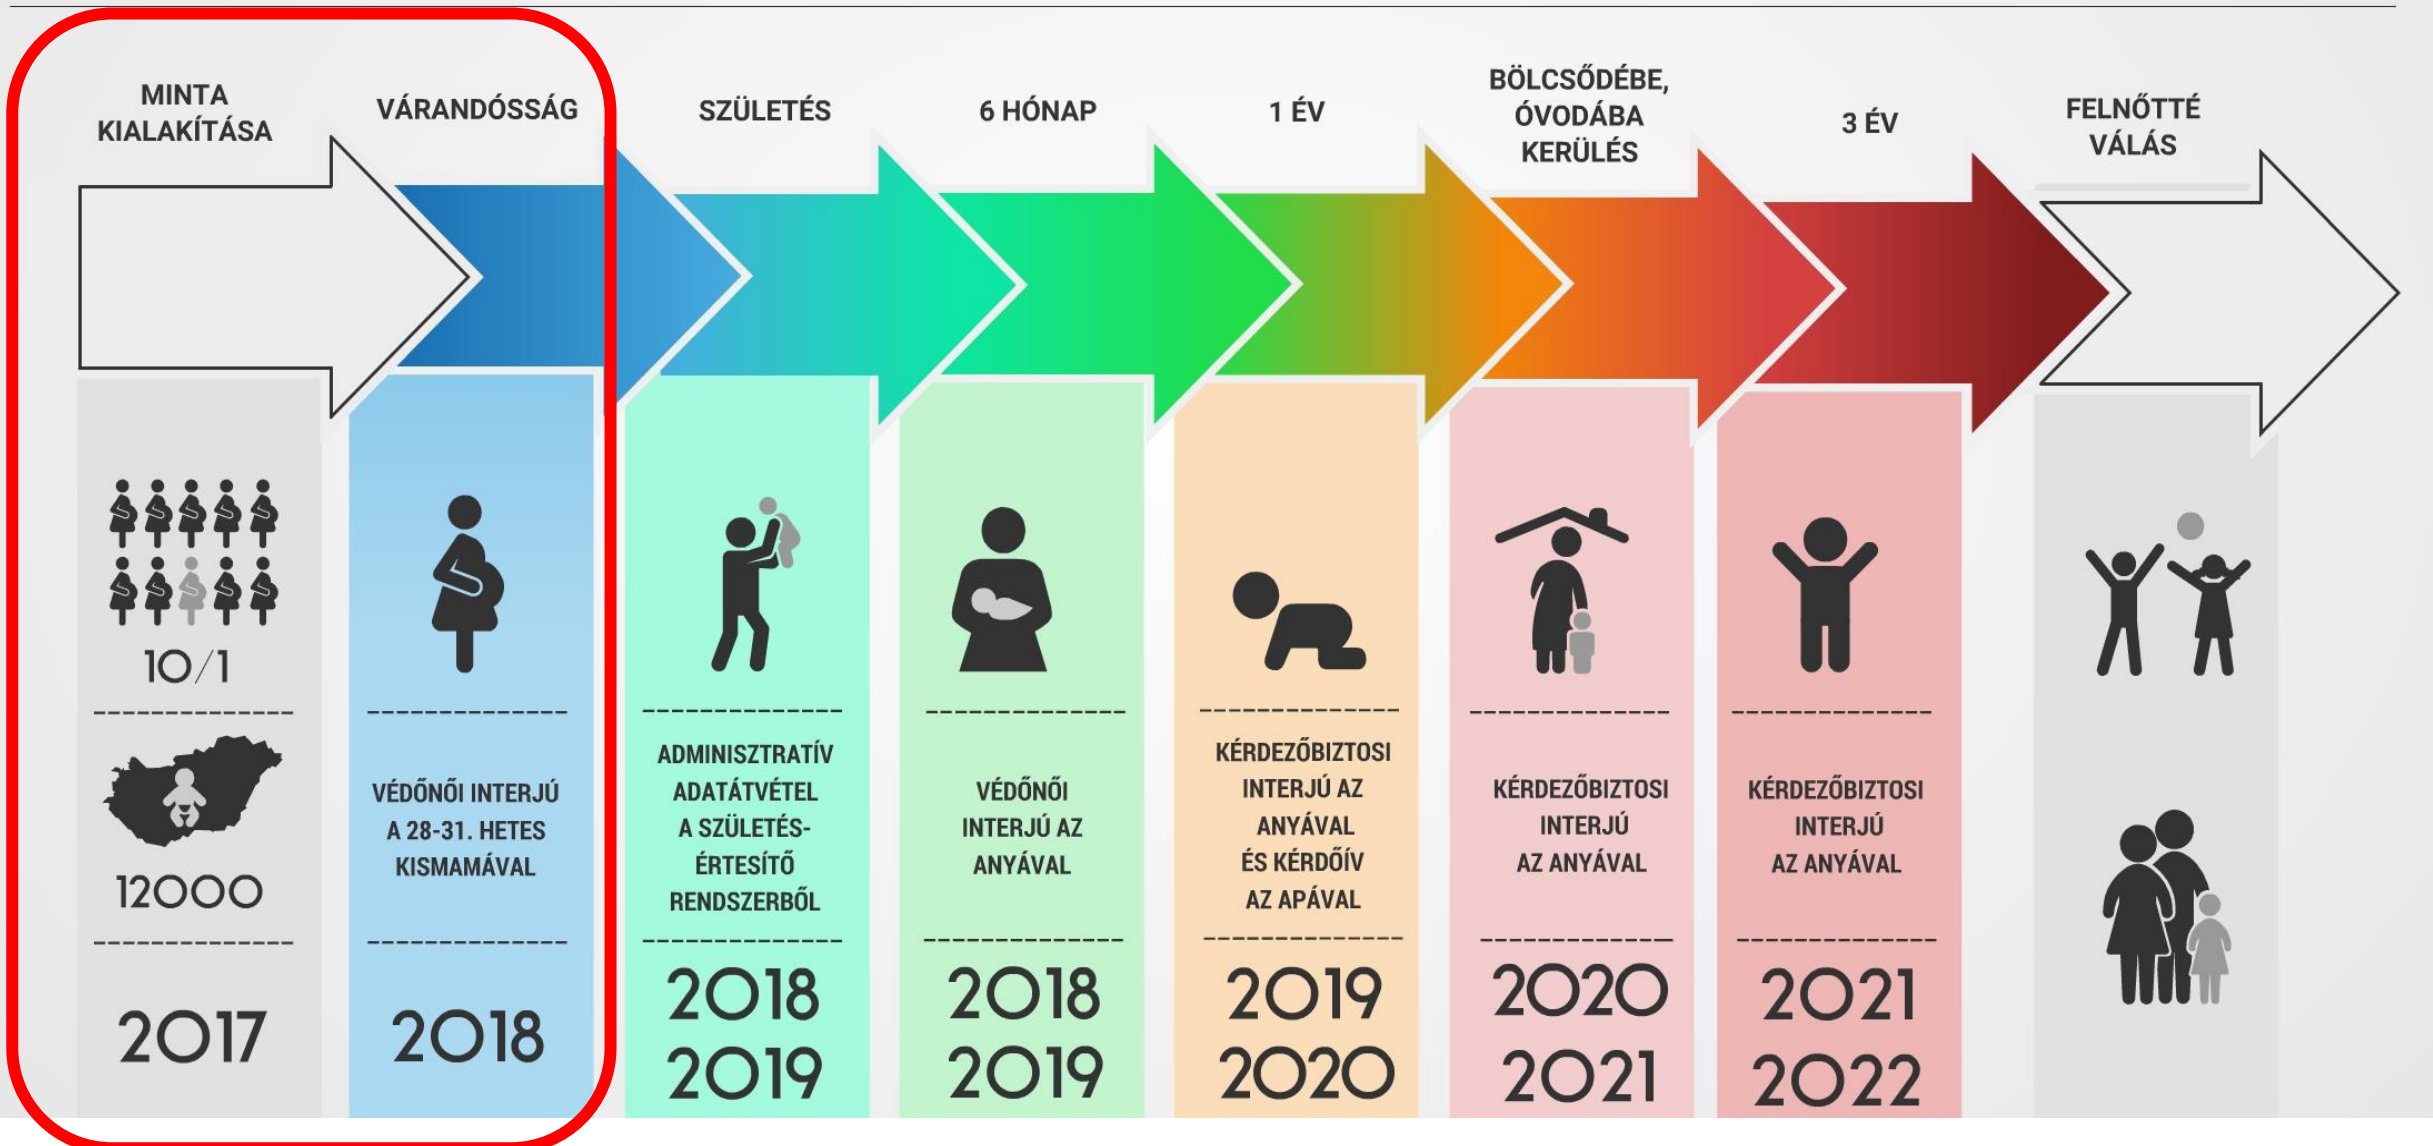 MINTA
KIALAKÍTÁSA
VÁRANDÓSSÁG
SZÜLETÉS
6 HÓNAP
1 ÉV
BÖLCSŐDÉBE,
ÓVODÁBA
KERÜLÉS
3 ÉV
FELNŐTTÉ
VÁLÁS
10/1
12000
2017
VÉDŐNŐI INTERJÚ
A 28-31. HETES
KISMAMÁVAL
2018
ADMINISZTRATÍV
ADATÁTVÉTEL
A SZÜLETÉS-
ÉRTESÍTŐ
RENDSZERBŐL
2018
2019
VÉDŐNŐI
INTERJÚ AZ
ANYÁVAL
2018
2019
KÉRDEZŐBIZTOSI
INTERJÚ AZ
ANYÁVAL
ÉS KÉRDŐÍV
AZ APÁVAL
2019
2020
KÉRDEZŐBIZTOSI
INTERJÚ
AZ ANYÁVAL
2020
2021
KÉRDEZŐBIZTOSI
INTERJÚ
AZ ANYÁVAL
2021
2022